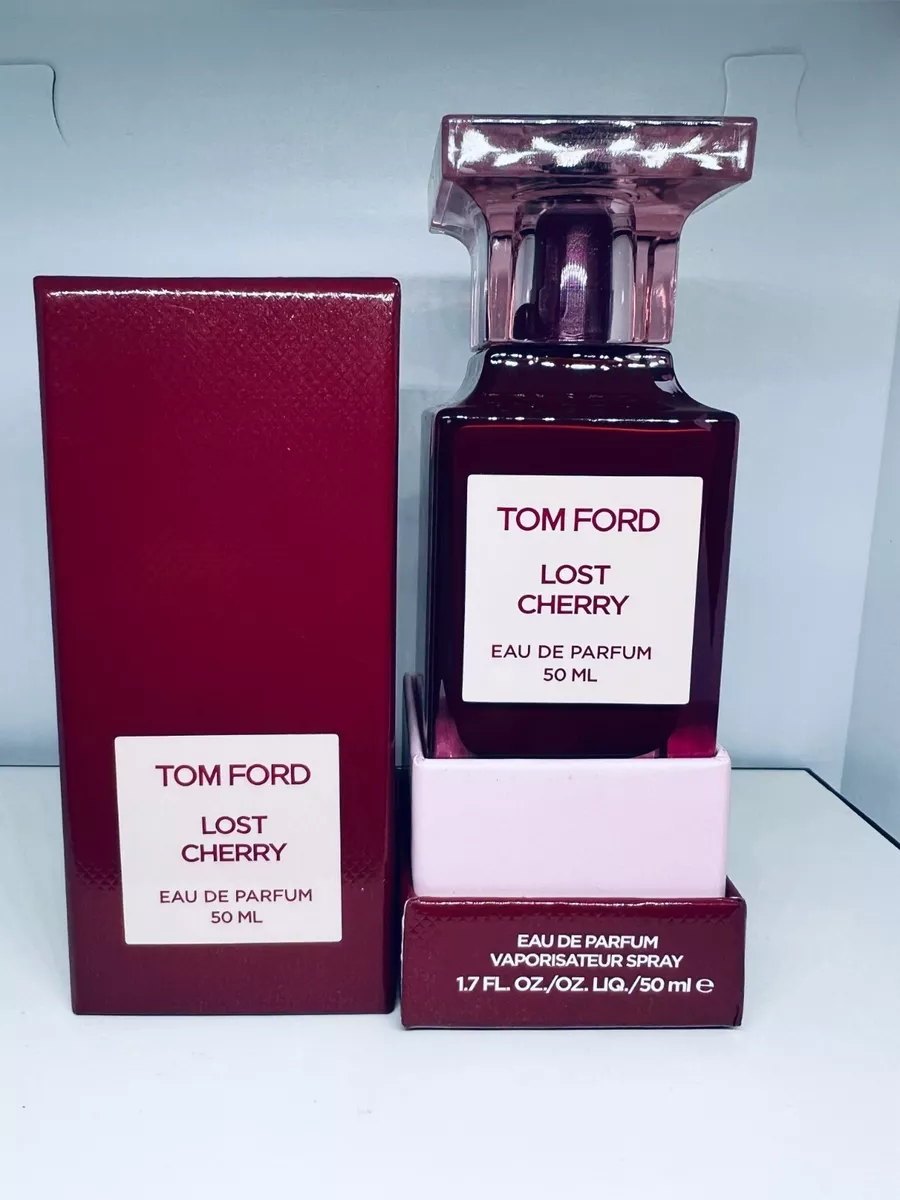 TOM FORD
LOST
CHERRY
EAU DE PARFUM
50 ML
TOM FORD
LOST
CHERRY
EAU DE PARFUM
50 ML
EAU DE PARFUM
VAPORISATEUR SPRAY
1.7 FL. OZ./OZ. LIQ./50 ml ℮